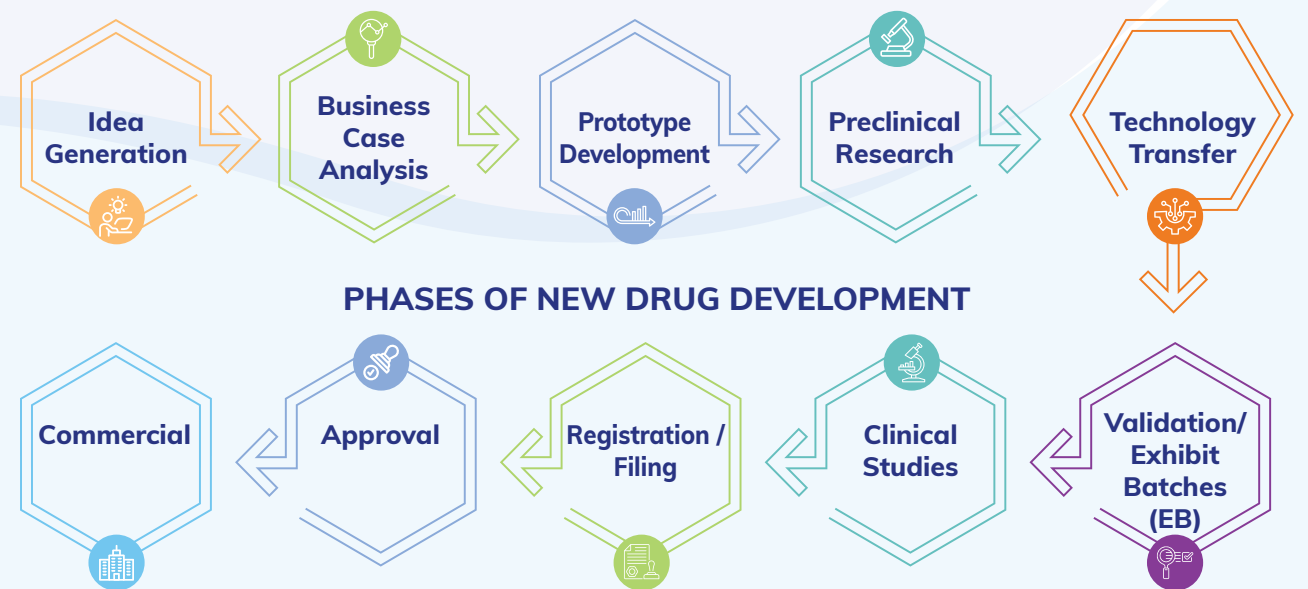 Idea
Generation
Business
Case
Analysis
Prototype
Development
Preclinical
Research
Technology
Transfer
PHASES OF NEW DRUG DEVELOPMENT
Commercial
Approval
Registration /
Filing
Clinical
Studies
Validation/
Exhibit
Batches
(EB)